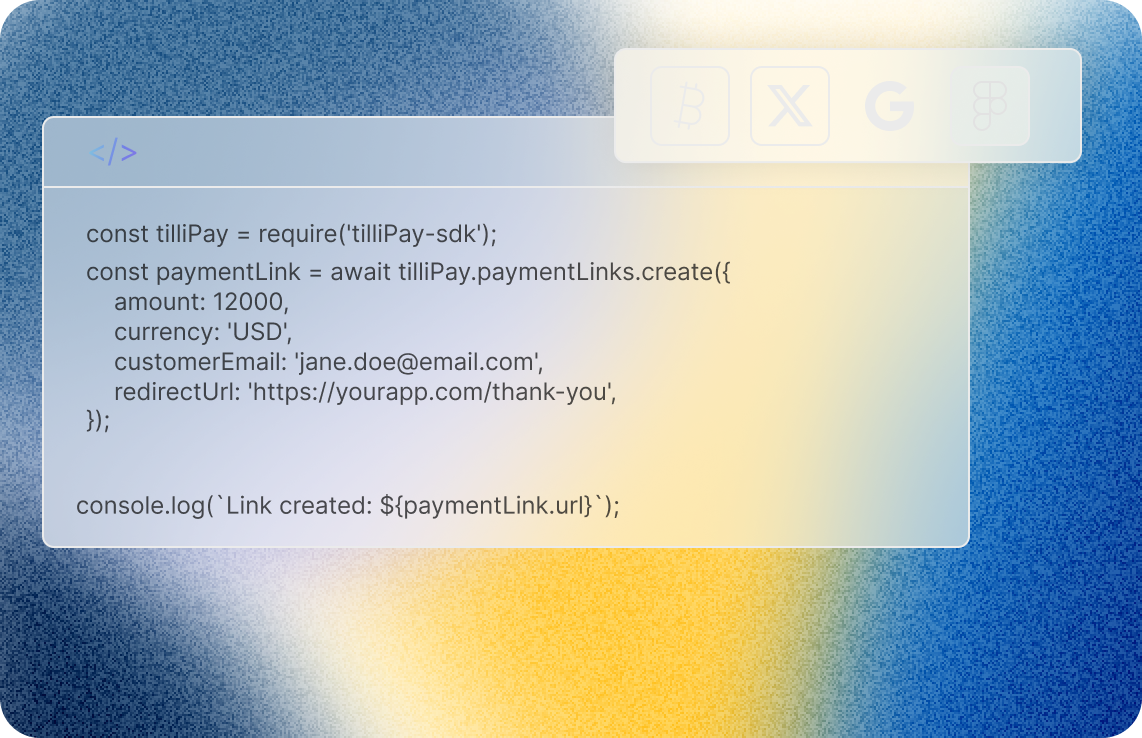 </>
const tilliPay = require('tilliPay-sdk');
const paymentLink = await tilliPay.paymentLinks.create({
amount: 12000,
currency: 'USD',
customerEmail: 'jane.doe@email.com',
redirectUrl: 'https://yourapp.com/thank-you',
});
console.log(`Link created: ${paymentLink.url}`);